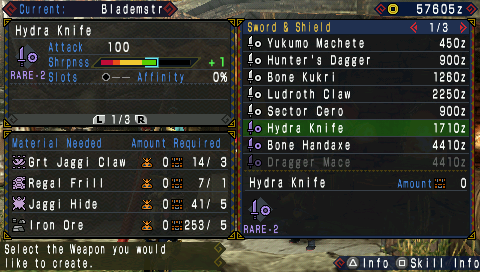 Current: Blademstr
57605z
Hydra Knife
Attack 100
Shrpnss +1
RARE-2 Slots Affinity 0%
L 1/3 R
Material Needed Amount Required
Grt Jaggi Claw 0 14/ 3
Regal Frill 0 7/ 1
Jaggi Hide 0 41/ 5
Iron Ore 0 253/ 5
Select the Weapon you would
like to create.
Sword & Shield 1/3
Yukumo Machete 450z
Hunter's Dagger 900z
Bone Kukri 1260z
Ludroth Claw 2250z
Sector Cero 900z
Hydra Knife 1710z
Bone Handaxe 4410z
Dragger Mace 4410z
Hydra Knife Amount 0
RARE-2
Info Skill Info